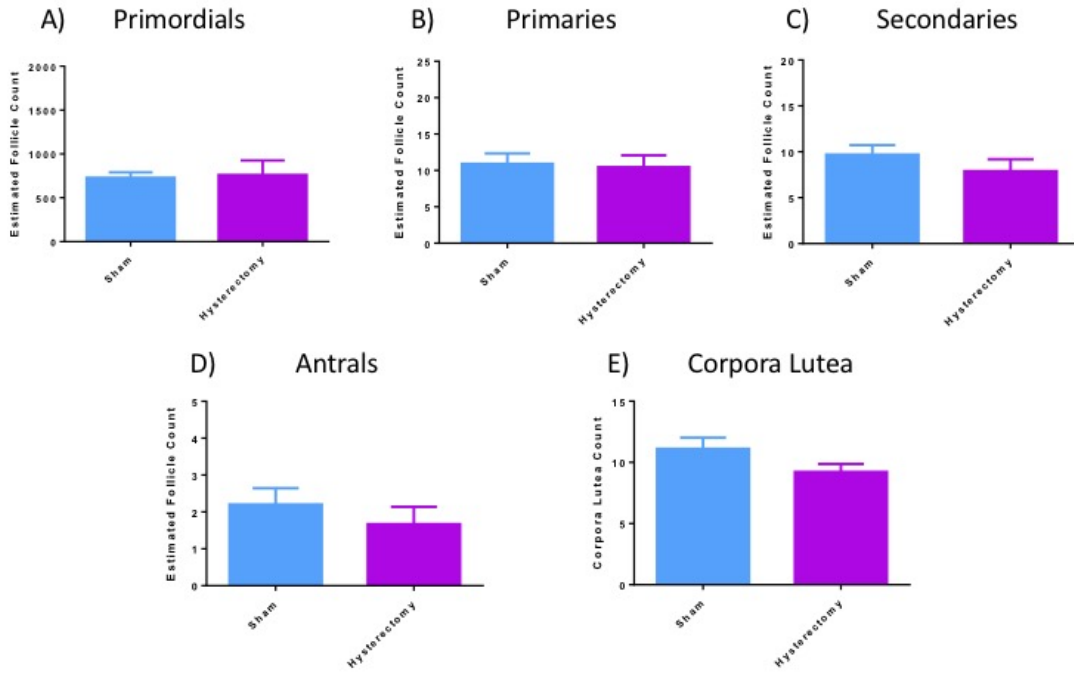 A) Primordials
Estimated Follicle Count
2000
1500
1000
500
0
Sham
Hysterectomy
B) Primaries
Estimated Follicle Count
25
20
15
10
5
0
Sham
Hysterectomy
C) Secondaries
Estimated Follicle Count
20
15
10
5
0
Sham
Hysterectomy
D) Antrals
Estimated Follicle Count
5
4
3
2
1
0
Sham
Hysterectomy
E) Corpora Lutea
Corpora Lutea Count
15
10
5
0
Sham
Hysterectomy